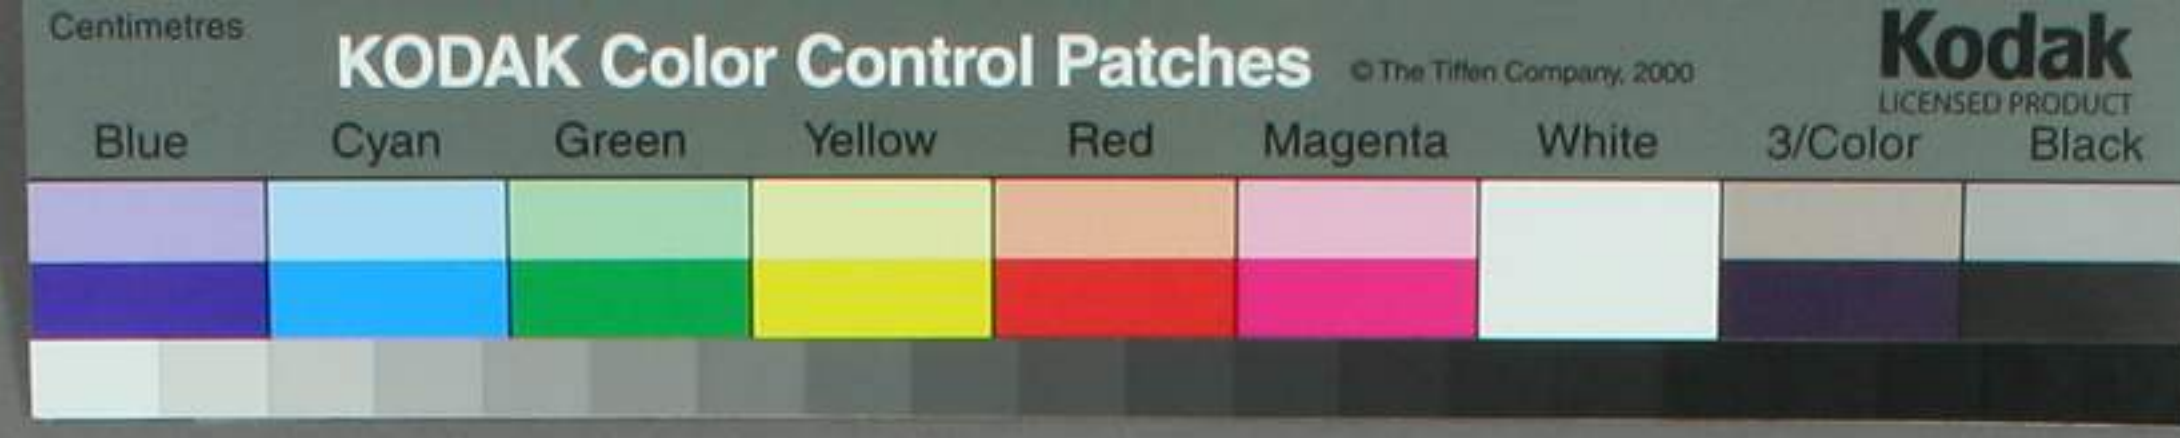 Centimetres
KODAK Color Control Patches © The Tiffen Company, 2000
Kodak
LICENSED PRODUCT
Blue Cyan Green Yellow Red Magenta White 3/Color Black